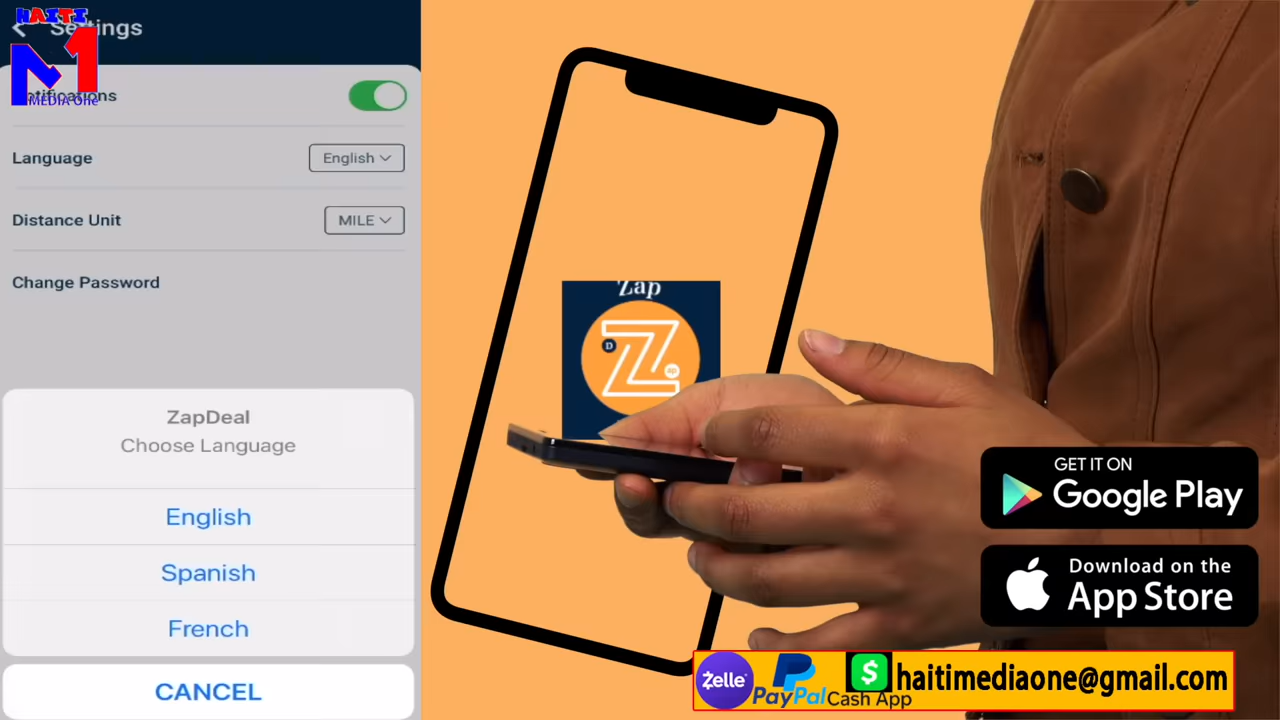 HAITI
M1
MEDIA One
Settings
Notifications
Language
English
Distance Unit
MILE
Change Password
ZapDeal
Choose Language
English
Spanish
French
CANCEL
Zap
D
Z
GET IT ON
Google Play
Download on the
App Store
Zelle
PayPal
$
Cash App
haitimediaone@gmail.com